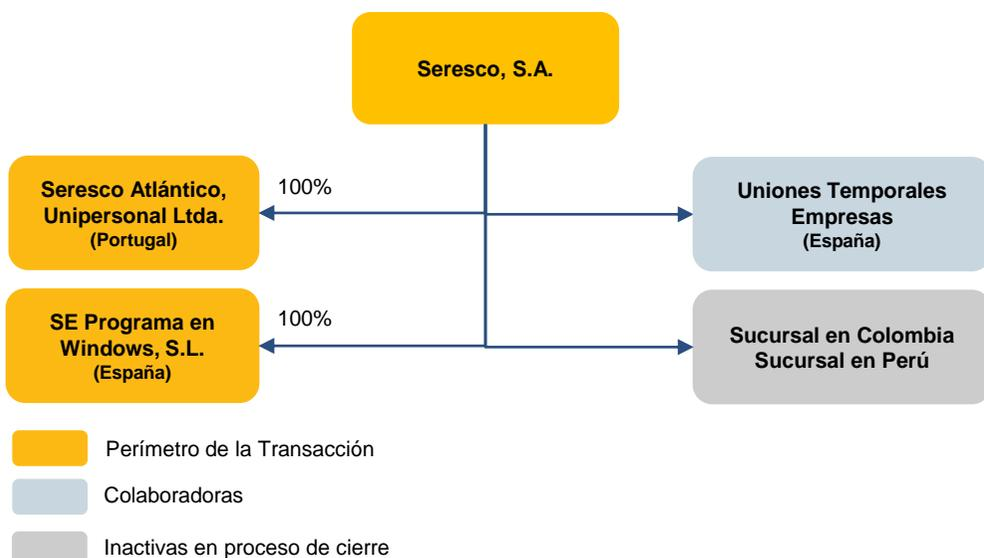 Seresco, S.A.
Seresco Atlántico,
Unipersonal Ltda.
(Portugal)
100%
Uniones Temporales
Empresas
(España)
SE Programa en
Windows, S.L.
(España)
100%
Sucursal en Colombia
Sucursal en Perú
Perímetro de la Transacción
Colaboradoras
Inactivas en proceso de cierre